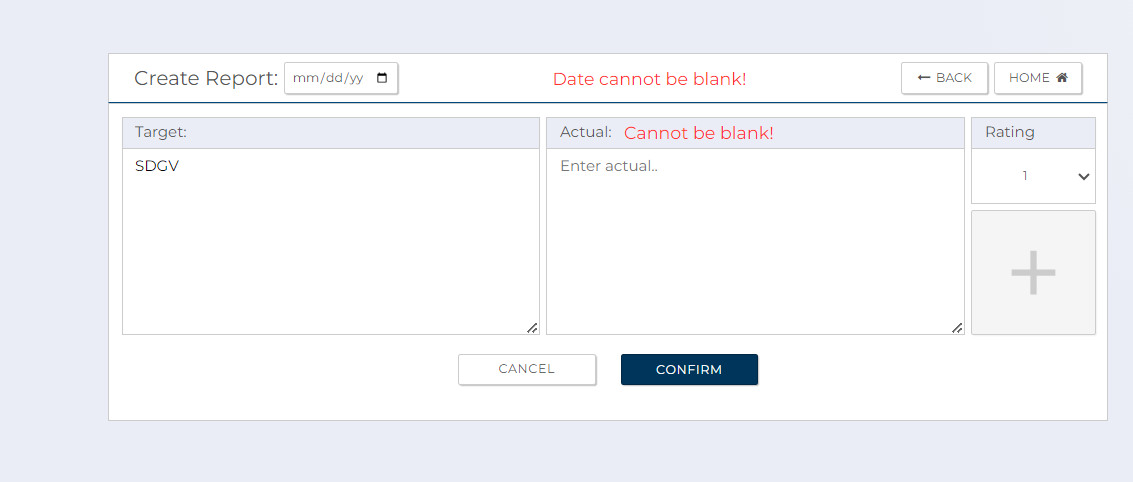 Create Report: mm/dd/yy Date cannot be blank! BACK HOME
Target: Actual: Cannot be blank! Rating
SDGV Enter actual.. 1
CANCEL CONFIRM